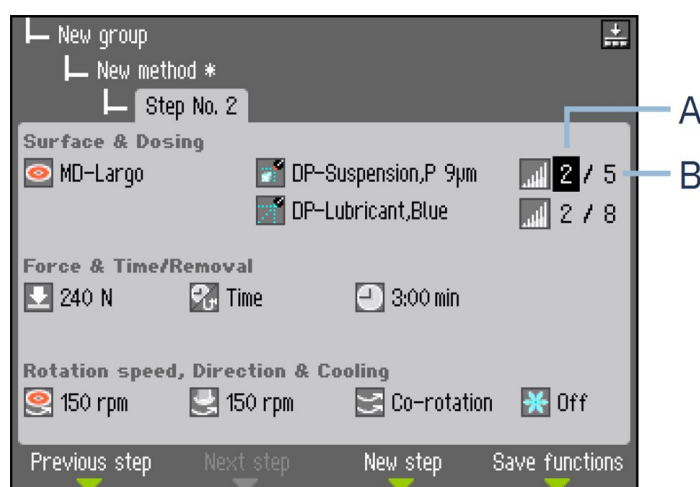 New group
New method *
Step No. 2
A
Surface & Dosing
MD-Largo DP-Suspension,P 9µm 2 / 5
B
DP-Lubricant,Blue 2 / 8
Force & Time/Removal
240 N Time 3:00 min
Rotation speed, Direction & Cooling
150 rpm 150 rpm Co-rotation Off
Previous step Next step New step Save functions